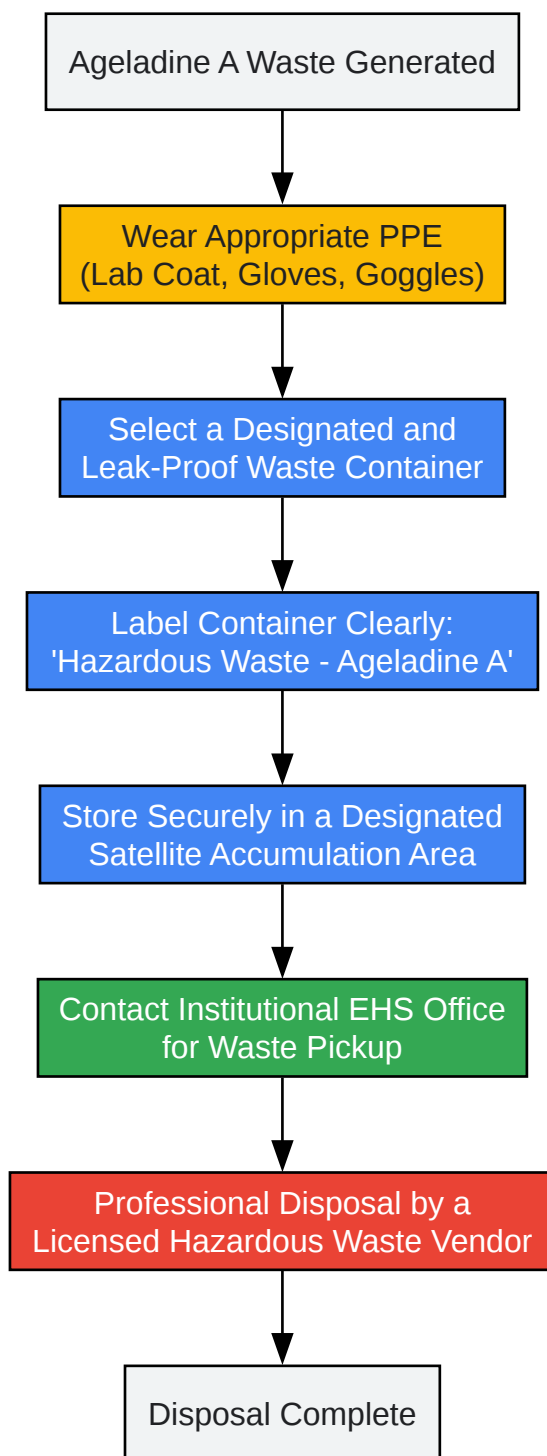 Ageladine A Waste Generated
Wear Appropriate PPE
(Lab Coat, Gloves, Goggles)
Select a Designated and
Leak-Proof Waste Container
Label Container Clearly:
'Hazardous Waste - Ageladine A'
Store Securely in a Designated
Satellite Accumulation Area
Contact Institutional EHS Office
for Waste Pickup
Professional Disposal by a
Licensed Hazardous Waste Vendor
Disposal Complete